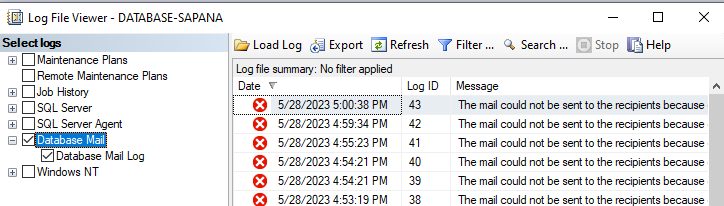 Log File Viewer - DATABASE-SAPANA
Select logs
Maintenance Plans
Remote Maintenance Plans
Job History
SQL Server
SQL Server Agent
Database Mail
Database Mail Log
Windows NT
Load Log Export Refresh Filter ... Search ... Stop Help
Log file summary: No filter applied
Date Log ID Message
5/28/2023 5:00:38 PM 43 The mail could not be sent to the recipients because
5/28/2023 4:59:34 PM 42 The mail could not be sent to the recipients because
5/28/2023 4:55:23 PM 41 The mail could not be sent to the recipients because
5/28/2023 4:54:21 PM 40 The mail could not be sent to the recipients because
5/28/2023 4:54:21 PM 39 The mail could not be sent to the recipients because
5/28/2023 4:53:19 PM 38 The mail could not be sent to the recipients because